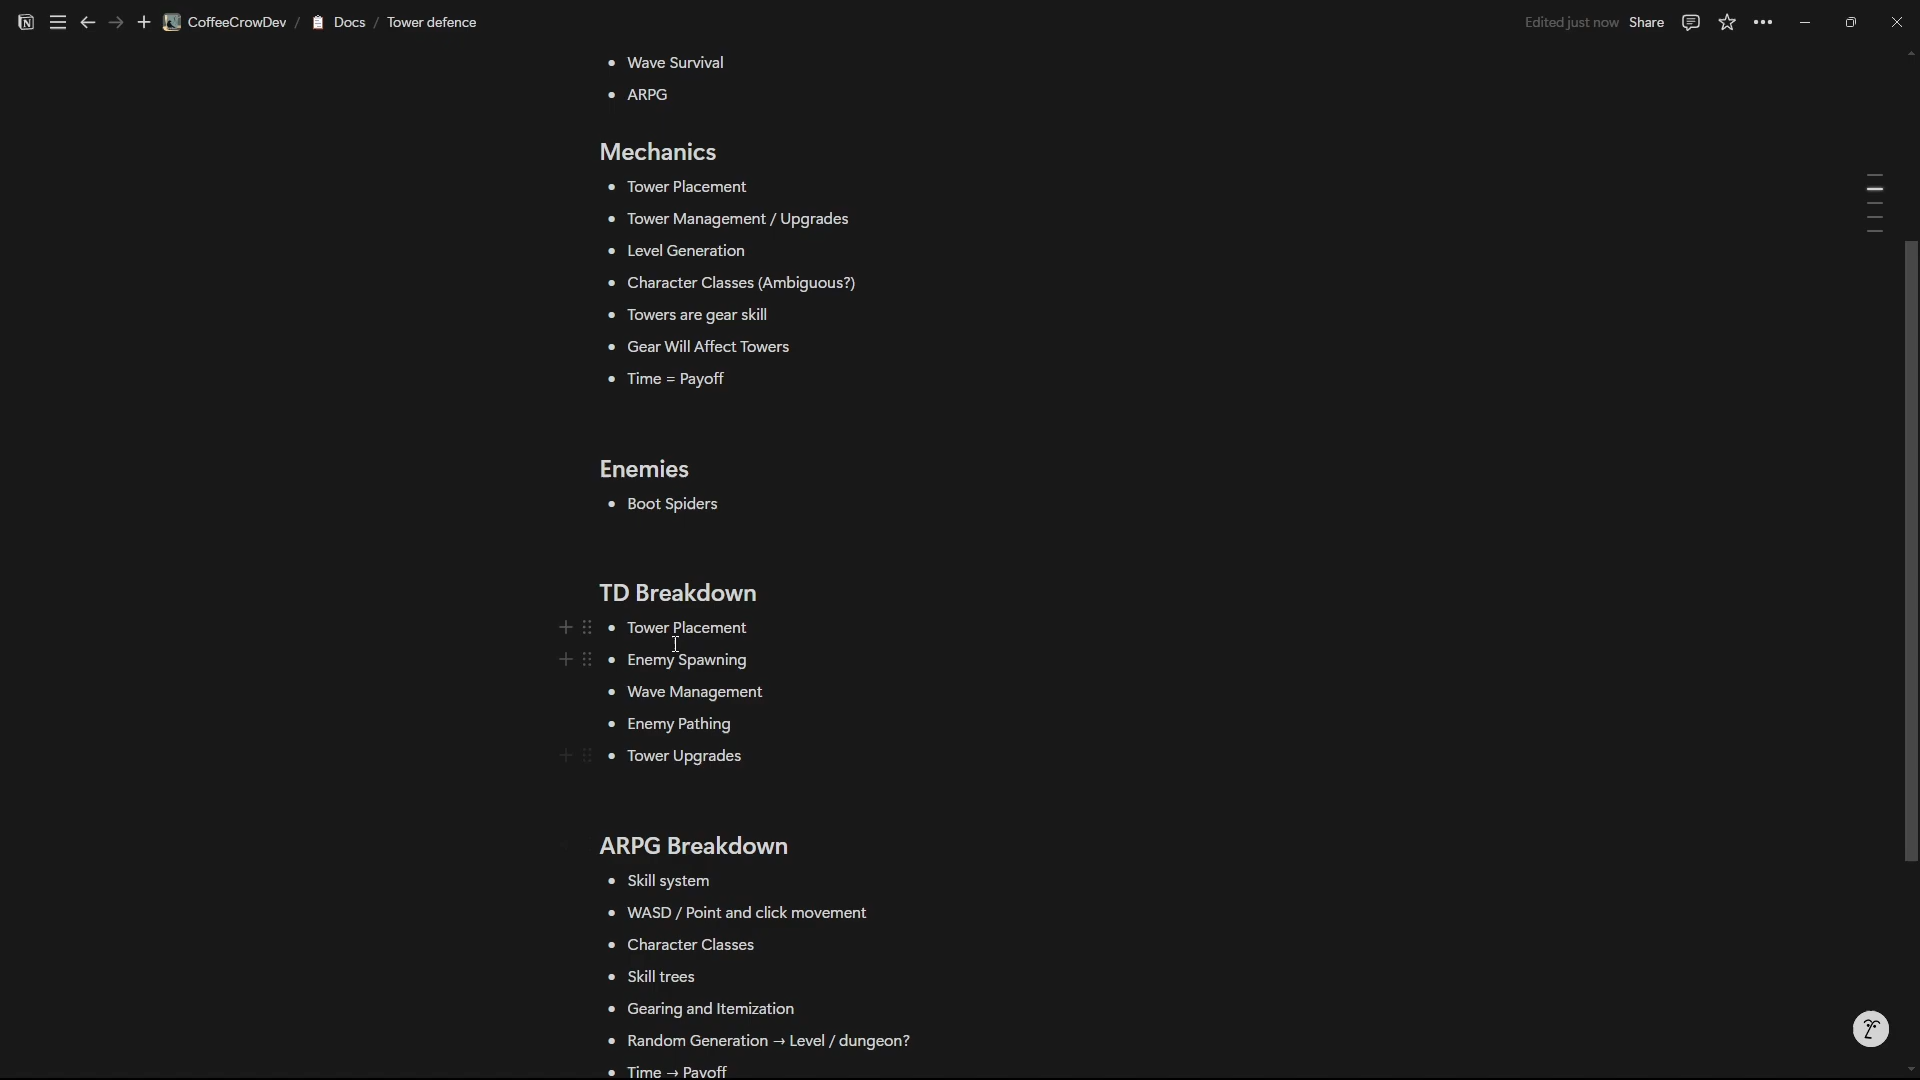 CoffeeCrowDev / Docs / Tower defence
Edited just now Share
Wave Survival
ARPG
Mechanics
Tower Placement
Tower Management / Upgrades
Level Generation
Character Classes (Ambiguous?)
Towers are gear skill
Gear Will Affect Towers
Time = Payoff
Enemies
Boot Spiders
TD Breakdown
Tower Placement
Enemy Spawning
Wave Management
Enemy Pathing
Tower Upgrades
ARPG Breakdown
Skill system
WASD / Point and click movement
Character Classes
Skill trees
Gearing and Itemization
Random Generation → Level / dungeon?
Time → Payoff